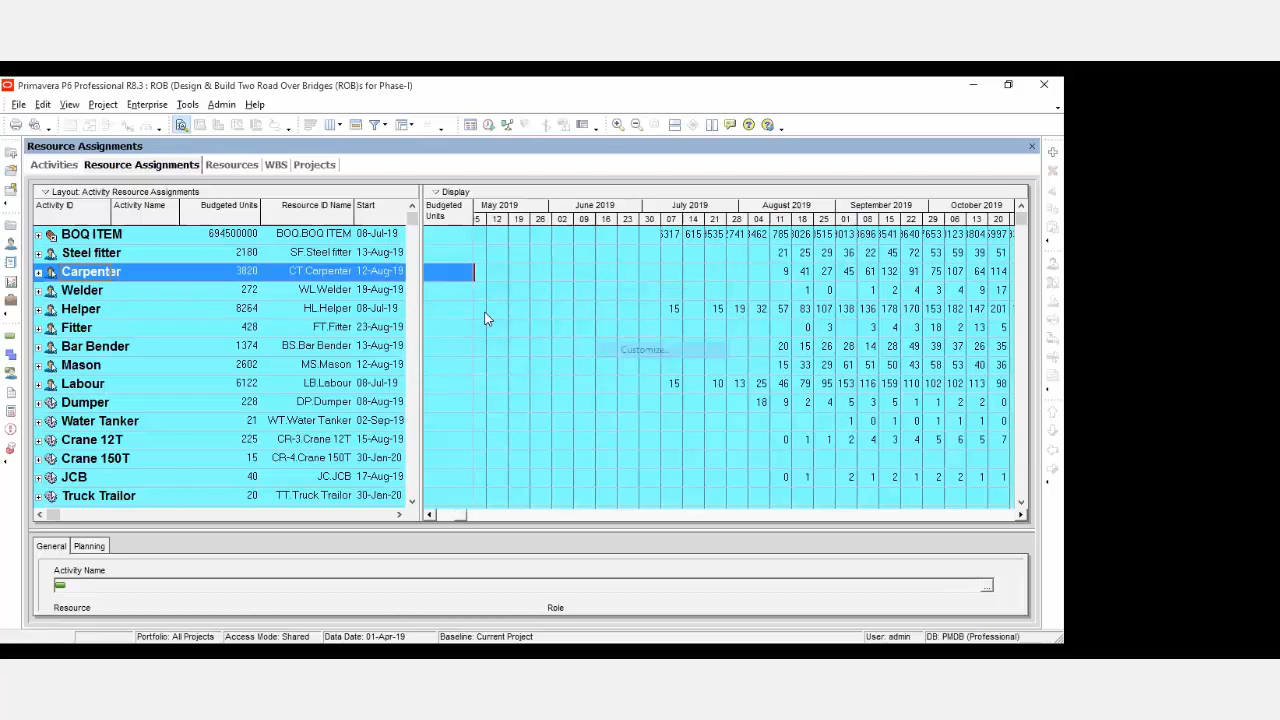 Primavera P6 Professional R8.3 : ROB (Design & Build Two Road Over Bridges (ROB)s for Phase-I)
File Edit View Project Enterprise Tools Admin Help
Resource Assignments
Activities Resource Assignments Resources WBS Projects
Layout: Activity Resource Assignments Display
Activity ID Activity Name Budgeted Units Resource ID Name Start Budgeted Units May 2019 June 2019 July 2019 August 2019 September 2019 October 2019
5 12 19 26 02 09 16 23 30 07 14 21 28 04 11 18 25 01 08 15 22 29 06 13 20
BOQ ITEM 694500000 BOQ.BOQ ITEM 08-Jul-19
Steel fitter 2180 SF.Steel fitter 13-Aug-19 21 25 29 36 22 45 72 53 59 39 51
Carpenter 3820 CT.Carpenter 12-Aug-19 41 27 45 61 132 91 75 107 64 114
Welder 272 WL.Welder 19-Aug-19 1 0 1 2 4 3 4 9 17
Helper 8264 HL.Helper 08-Jul-19 15 15 19 32 57 83 107 138 136 178 170 153 182 147 201
Fitter 428 FT.Fitter 23-Aug-19 0 3 3 4 3 18 2 13 5
Bar Bender 1374 BS.Bar Bender 13-Aug-19 20 15 26 28 14 28 49 39 37 26 35
Mason 2602 MS.Mason 12-Aug-19 15 33 29 61 51 50 43 58 53 40 36
Customize...
Labour 6122 LB.Labour 08-Jul-19 15 10 13 25 48 79 95 153 116 159 110 102 102 113 98
Dumper 228 DP.Dumper 08-Aug-19 18 9 2 4 5 3 5 1 1 2 2 0
Water Tanker 21 WT.Water Tanker 02-Sep-19 1 0 1 0 1 1 0 1
Crane 12T 225 CR-3.Crane 12T 15-Aug-19 0 1 1 2 4 3 4 5 6 5 7
Crane 150T 15 CR-4.Crane 150T 30-Jan-20
JCB 40 JC.JCB 17-Aug-19 0 1 1 2 1 2 1 2 1 1
Truck Trailor 20 TT.Truck Trailor 30-Jan-20
General Planning
Activity Name
...
Resource Role
Portfolio: All Projects Access Mode: Shared Data Date: 01-Apr-19 Baseline: Current Project User: admin DB: PMDB (Professional)